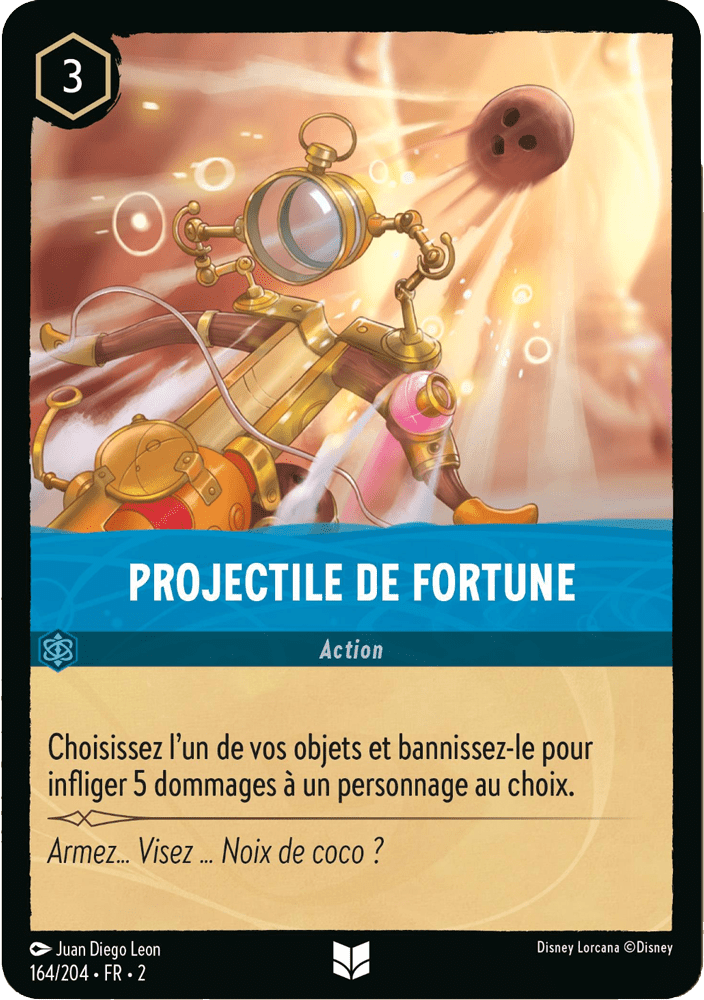 3
PROJECTILE DE FORTUNE
Action
Choisissez l'un de vos objets et bannissez-le pour
infliger 5 dommages à un personnage au choix.
Armez... Visez ... Noix de coco ?
Juan Diego Leon
Disney Lorcana ©Disney
164/204 • FR • 2